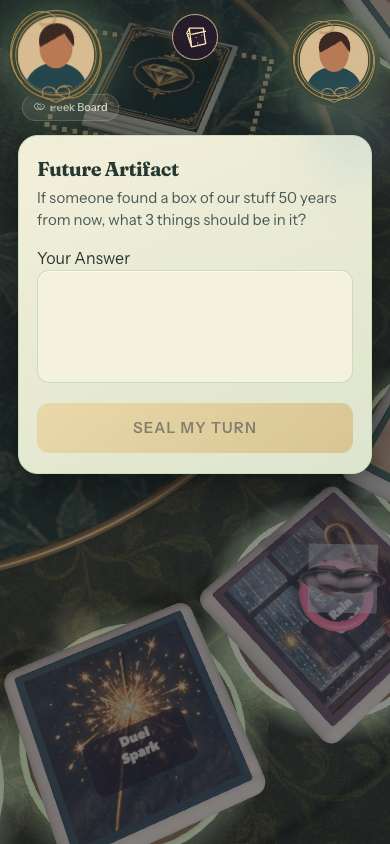 Peek Board
Future Artifact
If someone found a box of our stuff 50 years
from now, what 3 things should be in it?
Your Answer
SEAL MY TURN
Duel
Spark